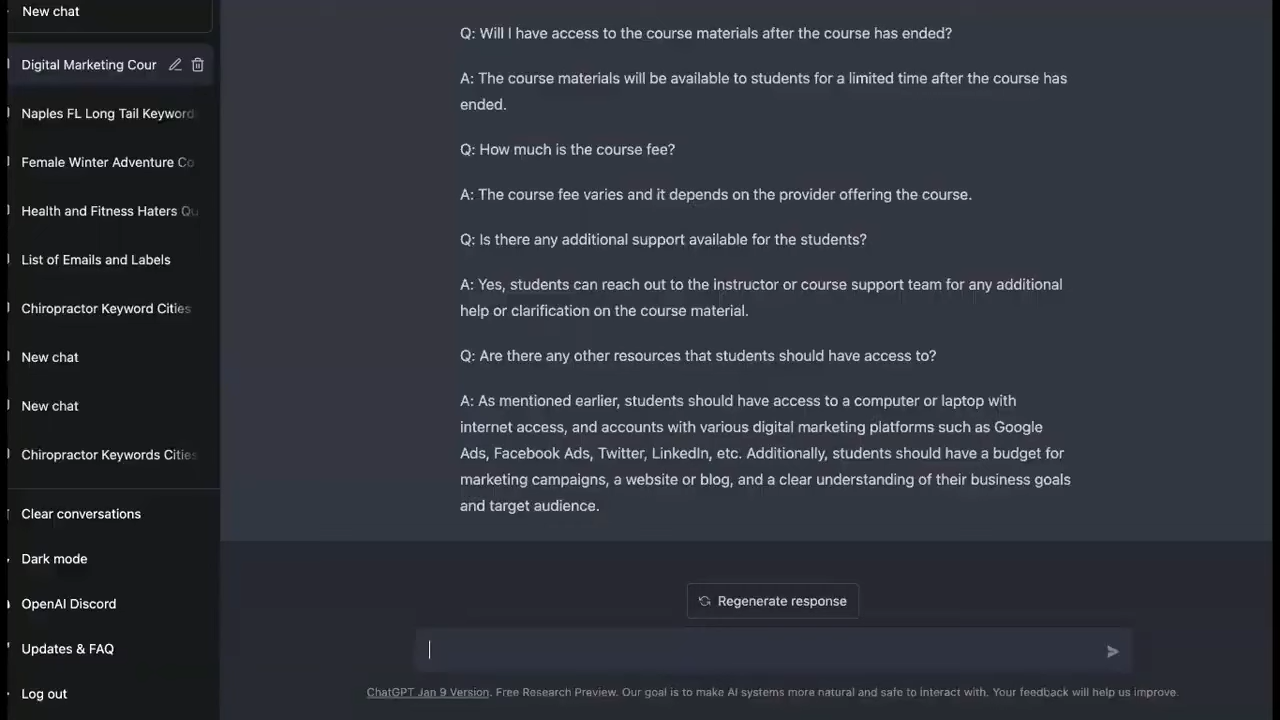 New chat
Digital Marketing Cour
Naples FL Long Tail Keyword
Female Winter Adventure Co
Health and Fitness Haters Qu
List of Emails and Labels
Chiropractor Keyword Cities
New chat
New chat
Chiropractor Keywords Cities
Clear conversations
Dark mode
OpenAI Discord
Updates & FAQ
Log out
Q: Will I have access to the course materials after the course has ended?
A: The course materials will be available to students for a limited time after the course has
ended.
Q: How much is the course fee?
A: The course fee varies and it depends on the provider offering the course.
Q: Is there any additional support available for the students?
A: Yes, students can reach out to the instructor or course support team for any additional
help or clarification on the course material.
Q: Are there any other resources that students should have access to?
A: As mentioned earlier, students should have access to a computer or laptop with
internet access, and accounts with various digital marketing platforms such as Google
Ads, Facebook Ads, Twitter, LinkedIn, etc. Additionally, students should have a budget for
marketing campaigns, a website or blog, and a clear understanding of their business goals
and target audience.
Regenerate response
ChatGPT Jan 9 Version. Free Research Preview. Our goal is to make AI systems more natural and safe to interact with. Your feedback will help us improve.